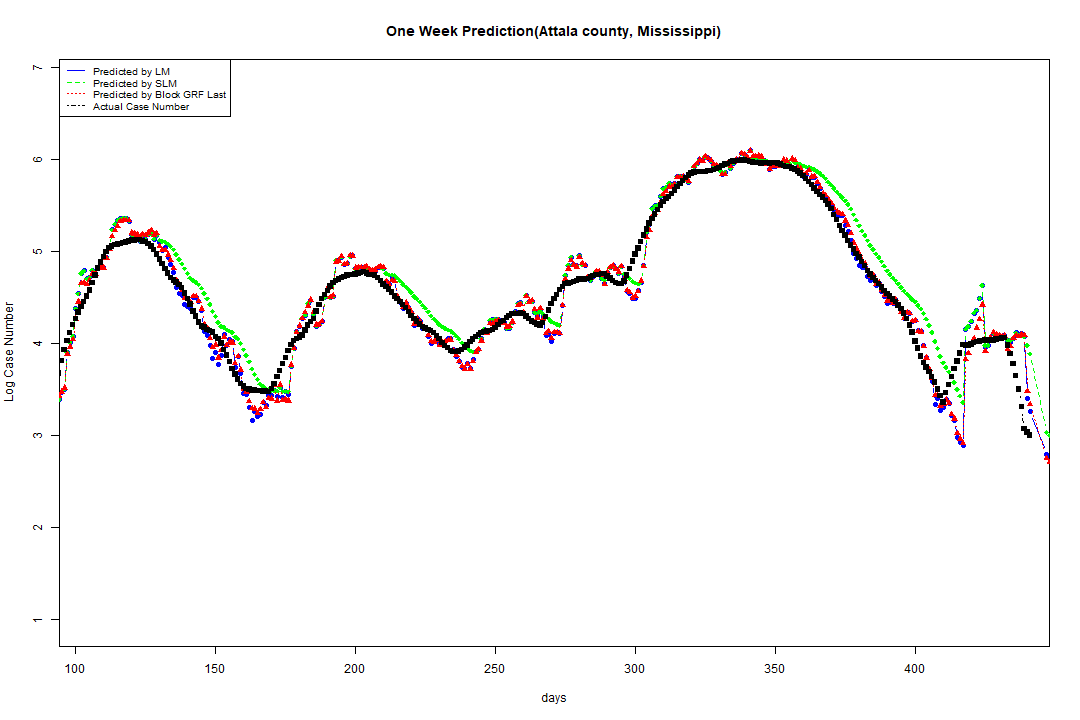 One Week Prediction(Attala county, Mississippi)
Predicted by LM
Predicted by SLM
Predicted by Block GRF Last
Actual Case Number
Log Case Number
7
6
5
4
3
2
1
100 150 200 250 300 350 400
days